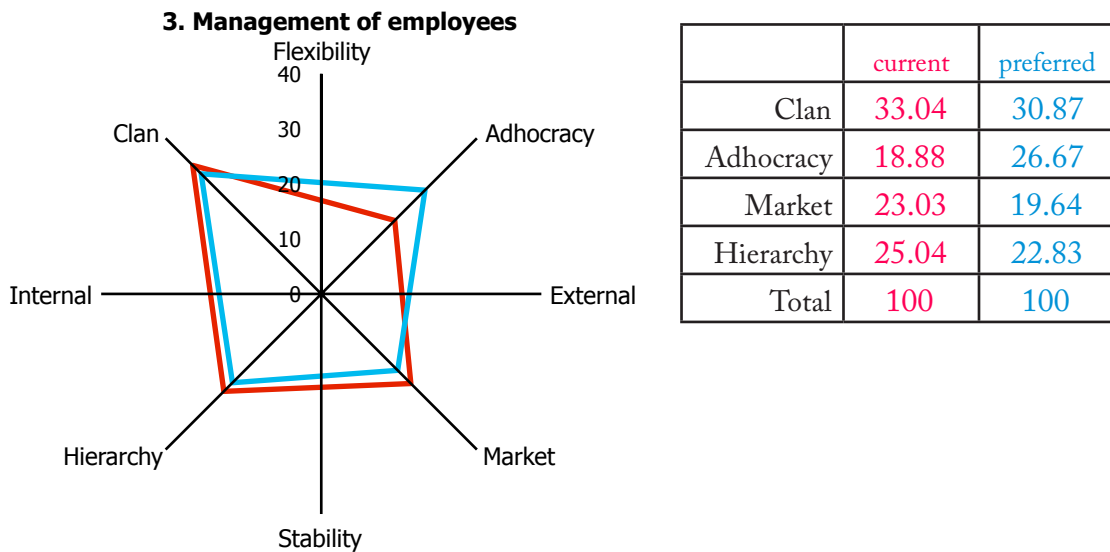 3. Management of employees
Flexibility
40
30
20
10
0
Clan
Adhocracy
Internal
External
Hierarchy
Market
Stability
current preferred
Clan 33.04 30.87
Adhocracy 18.88 26.67
Market 23.03 19.64
Hierarchy 25.04 22.83
Total 100 100